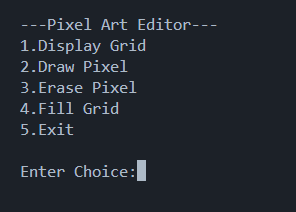 ---Pixel Art Editor---
1.Display Grid
2.Draw Pixel
3.Erase Pixel
4.Fill Grid
5.Exit
Enter Choice: